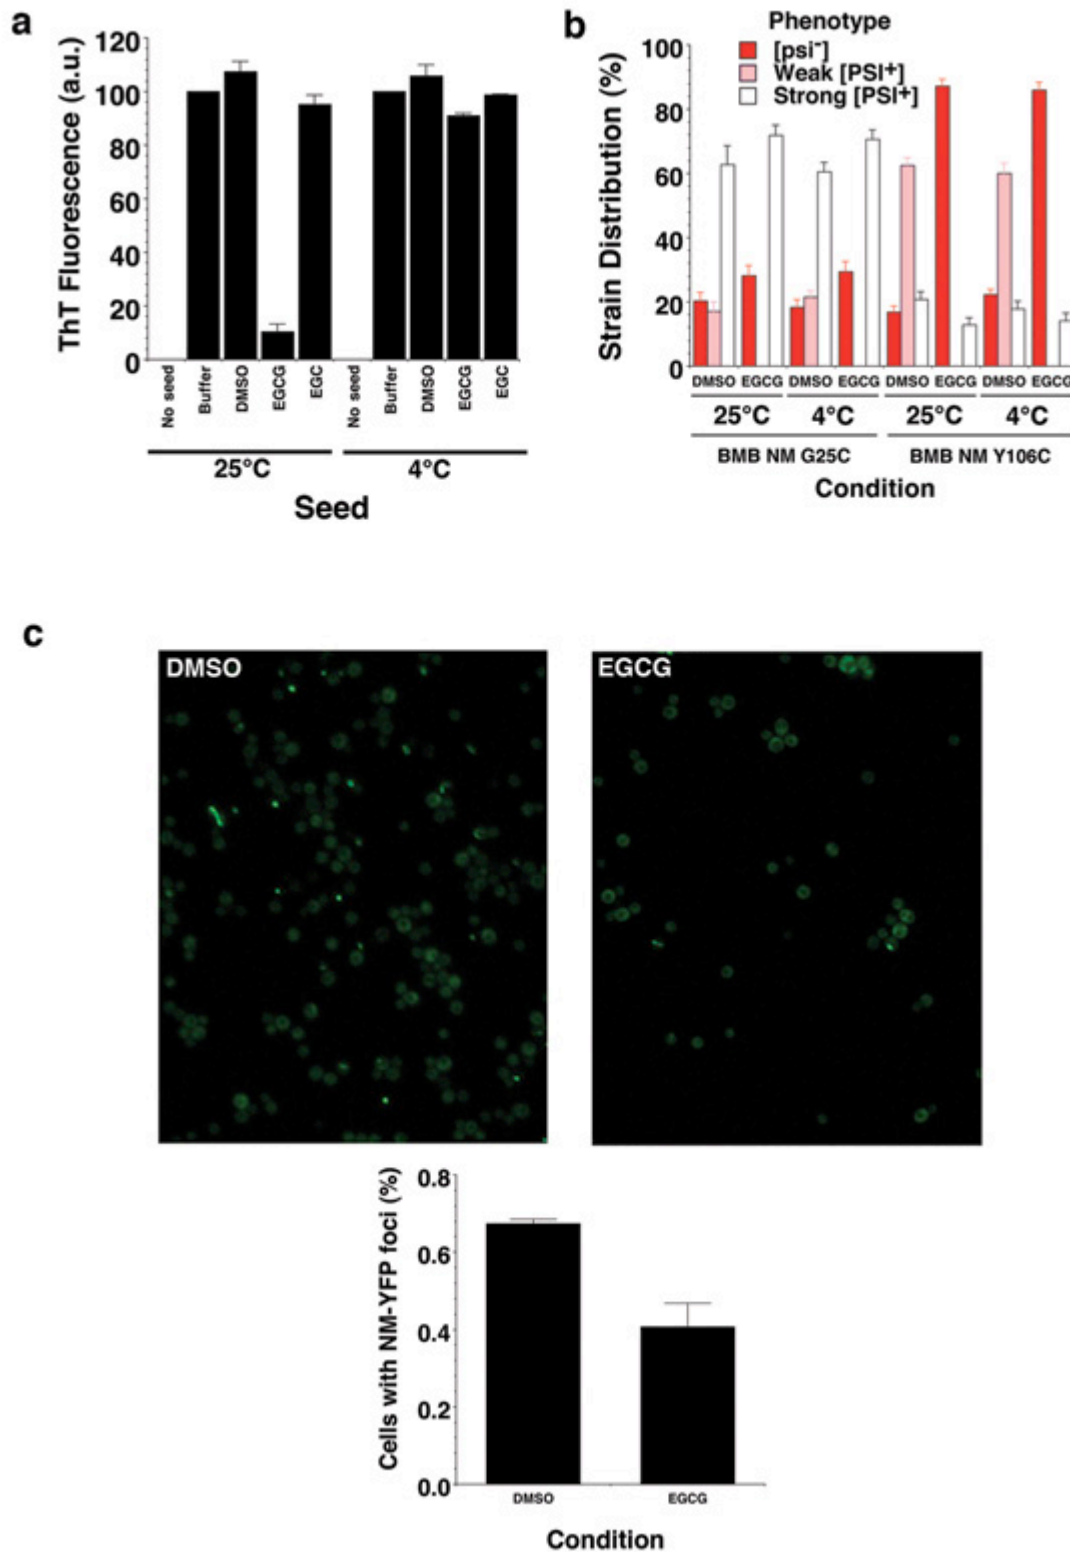 a
ThT Fluorescence (a.u.)
120
100
80
60
40
20
0
No seed
Buffer
DMSO
EGCG
EGC
No seed
Buffer
DMSO
EGCG
EGC
25°C
4°C
Seed
b
Phenotype
[psi-]
Weak [PSI+]
Strong [PSI+]
Strain Distribution (%)
100
80
60
40
20
0
DMSO EGCG DMSO EGCG DMSO EGCG DMSO EGCG
25°C 4°C 25°C 4°C
BMB NM G25C BMB NM Y106C
Condition
c
DMSO
EGCG
Cells with NM-YFP foci (%)
0.8
0.6
0.4
0.2
0.0
DMSO EGCG
Condition